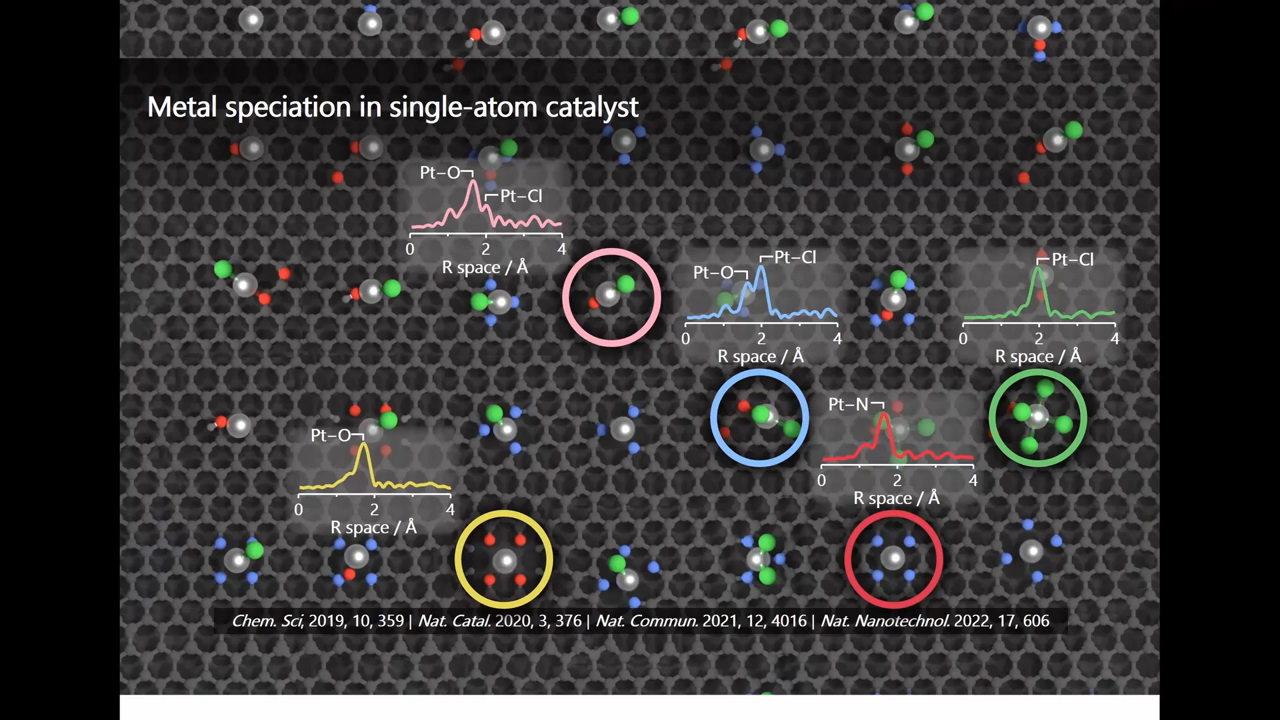 Metal speciation in single-atom catalyst
Pt–O
Pt–Cl
0 2 4
R space / Å
Pt–O
Pt–Cl
0 2 4
R space / Å
Pt–Cl
0 2 4
R space / Å
Pt–O
0 2 4
R space / Å
Pt–N
0 2 4
R space / Å
Chem. Sci, 2019, 10, 359 | Nat. Catal. 2020, 3, 376 | Nat. Commun. 2021, 12, 4016 | Nat. Nanotechnol. 2022, 17, 606